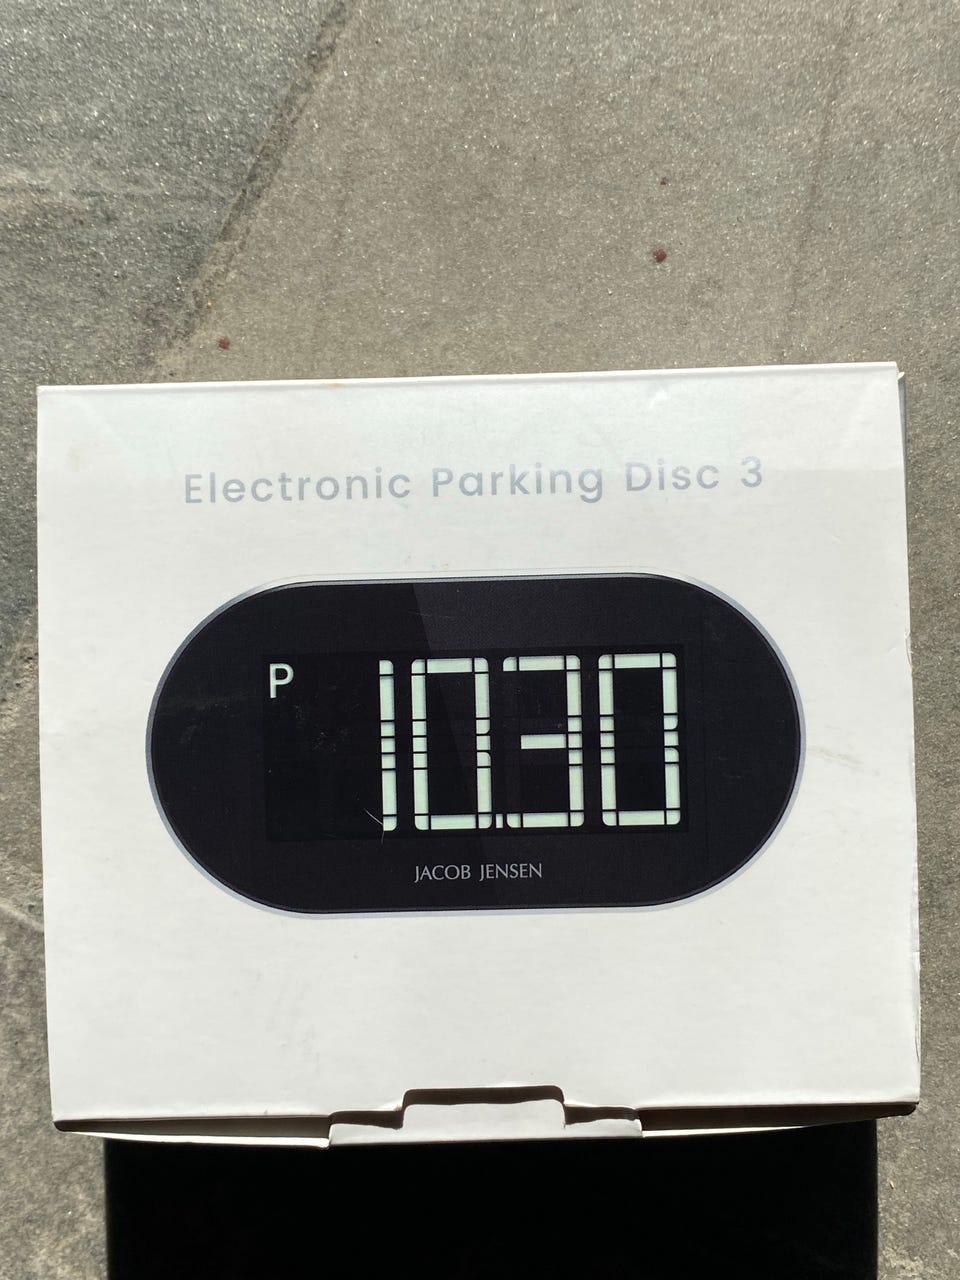 Electronic Parking Disc 3
P 10.30
JACOB JENSEN